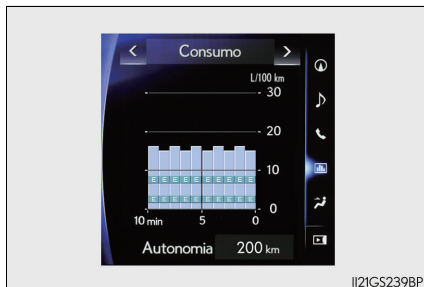 < Consumo >
L/100 km
30
20
10
E E E E E E E E E E
E E E E E E E E E E
0
10 min 5 0
Autonomia 200 km
II21GS239BP